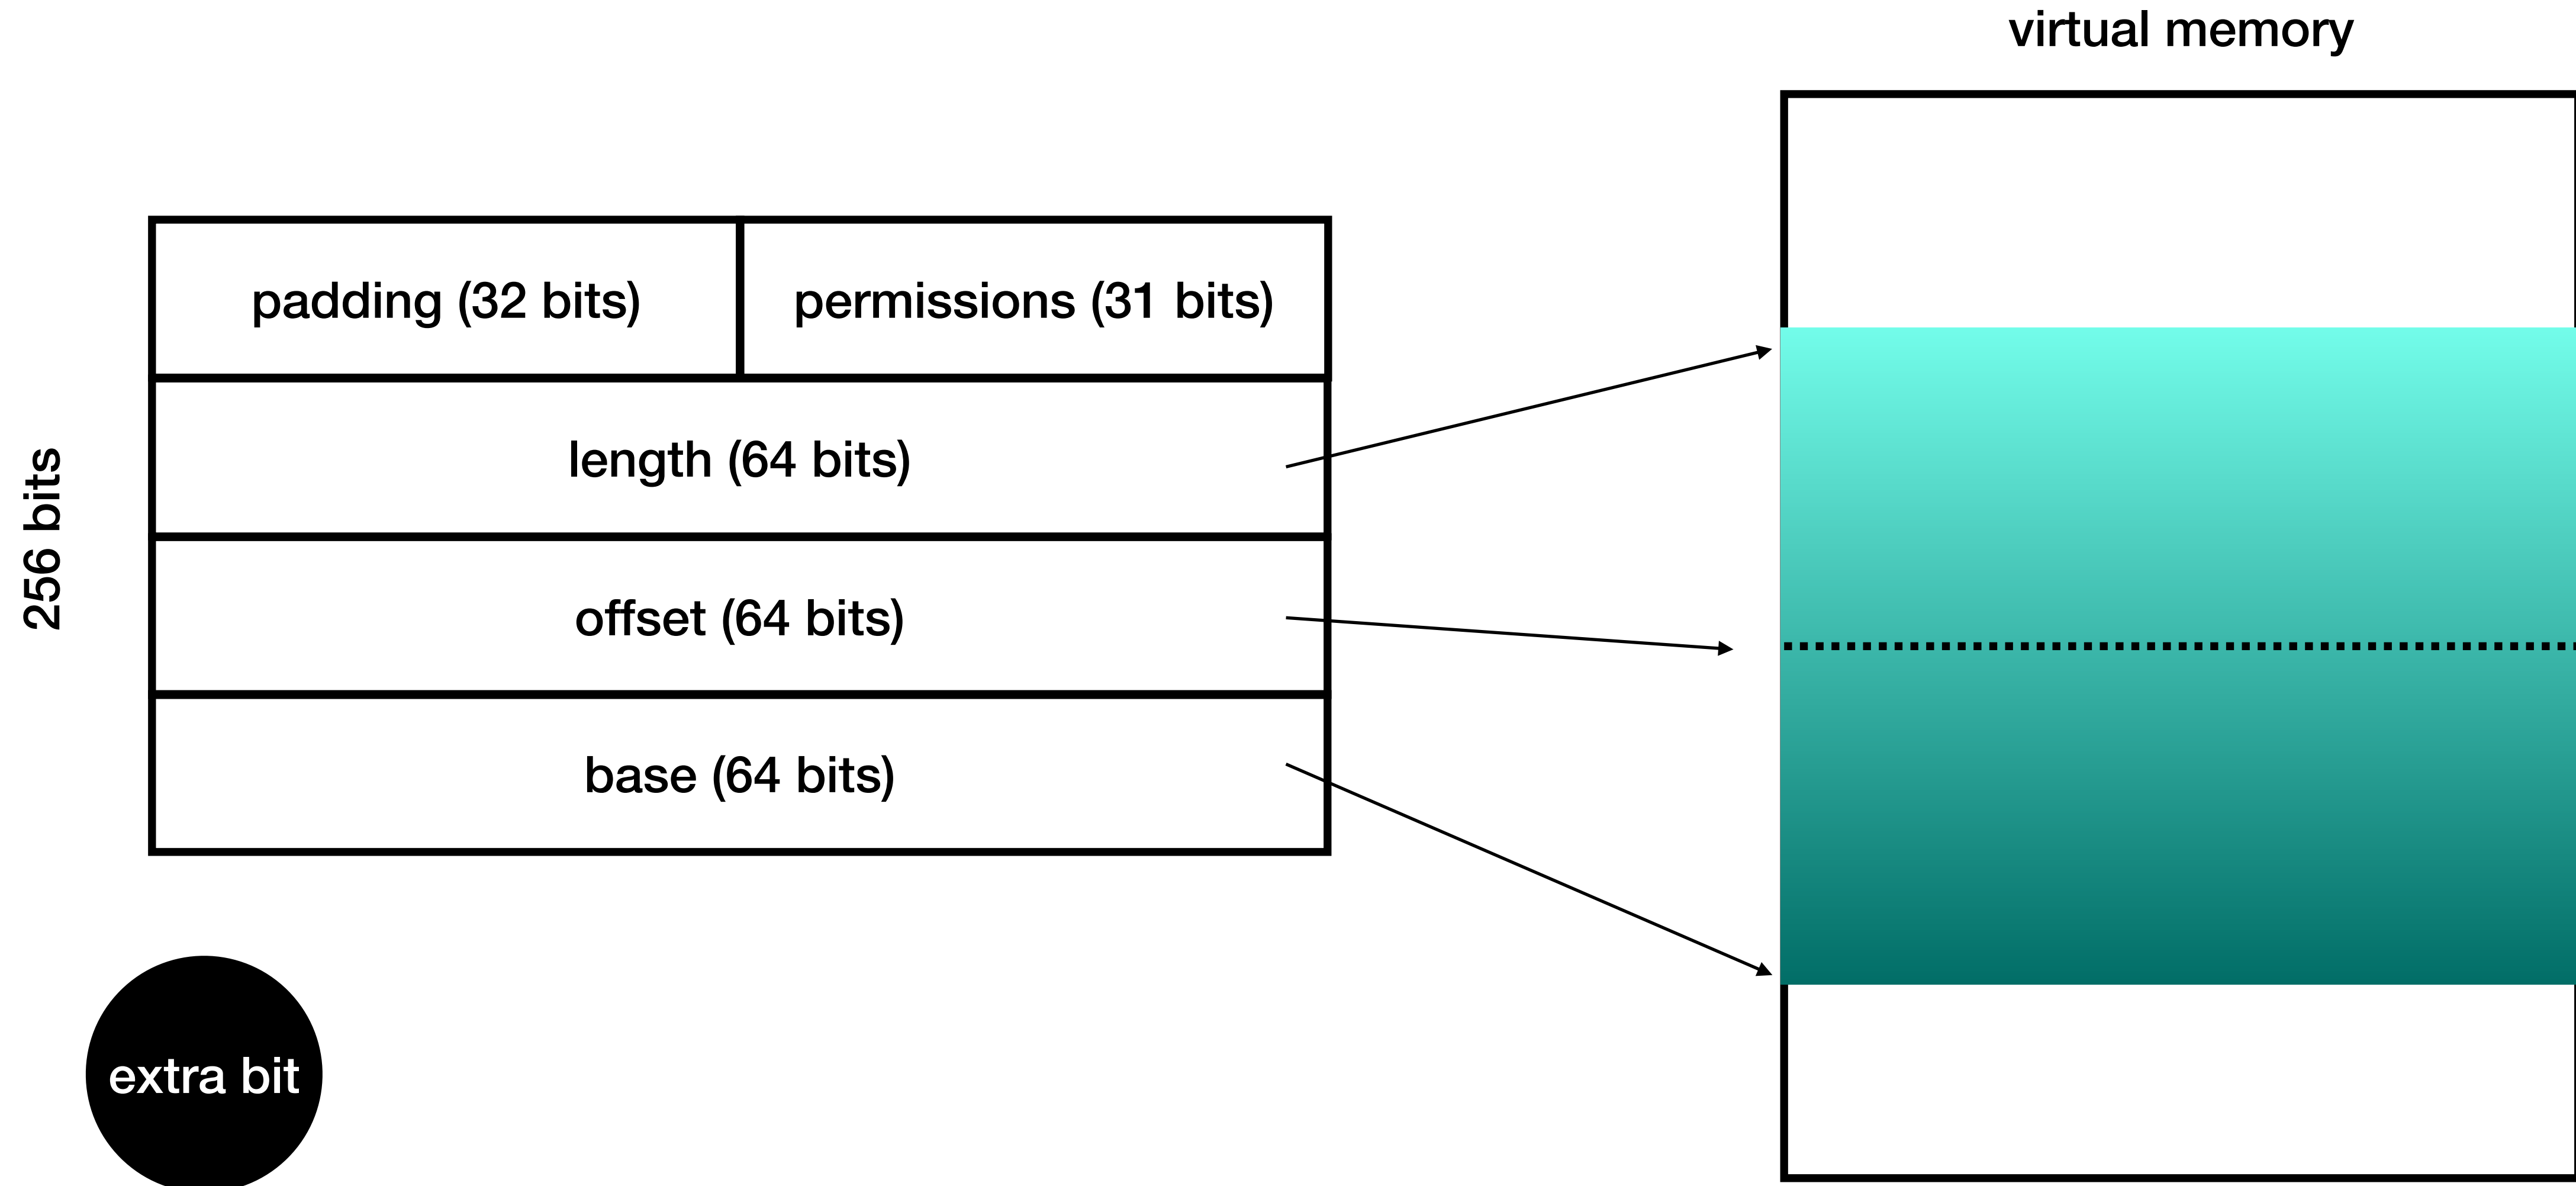 virtual memory
padding (32 bits)
permissions (31 bits)
length (64 bits)
256 bits
offset (64 bits)
base (64 bits)
extra bit